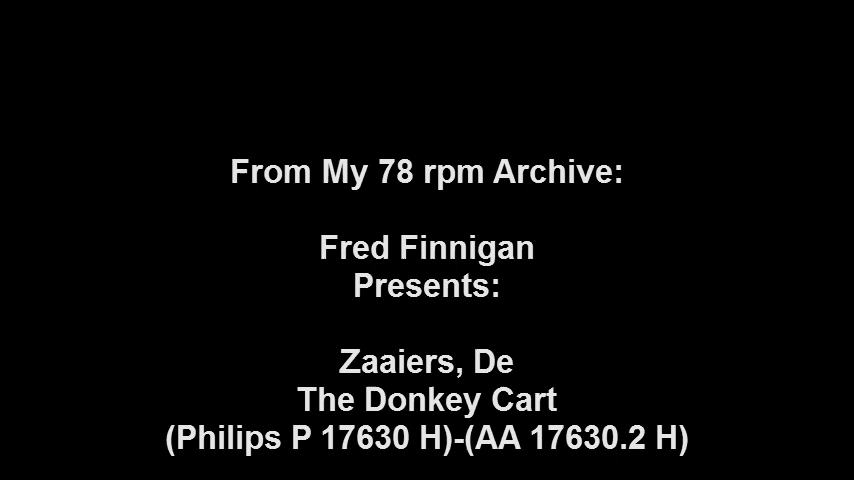 From My 78 rpm Archive:
Fred Finnigan
Presents:
Zaaiers, De
The Donkey Cart
(Philips P 17630 H)-(AA 17630.2 H)